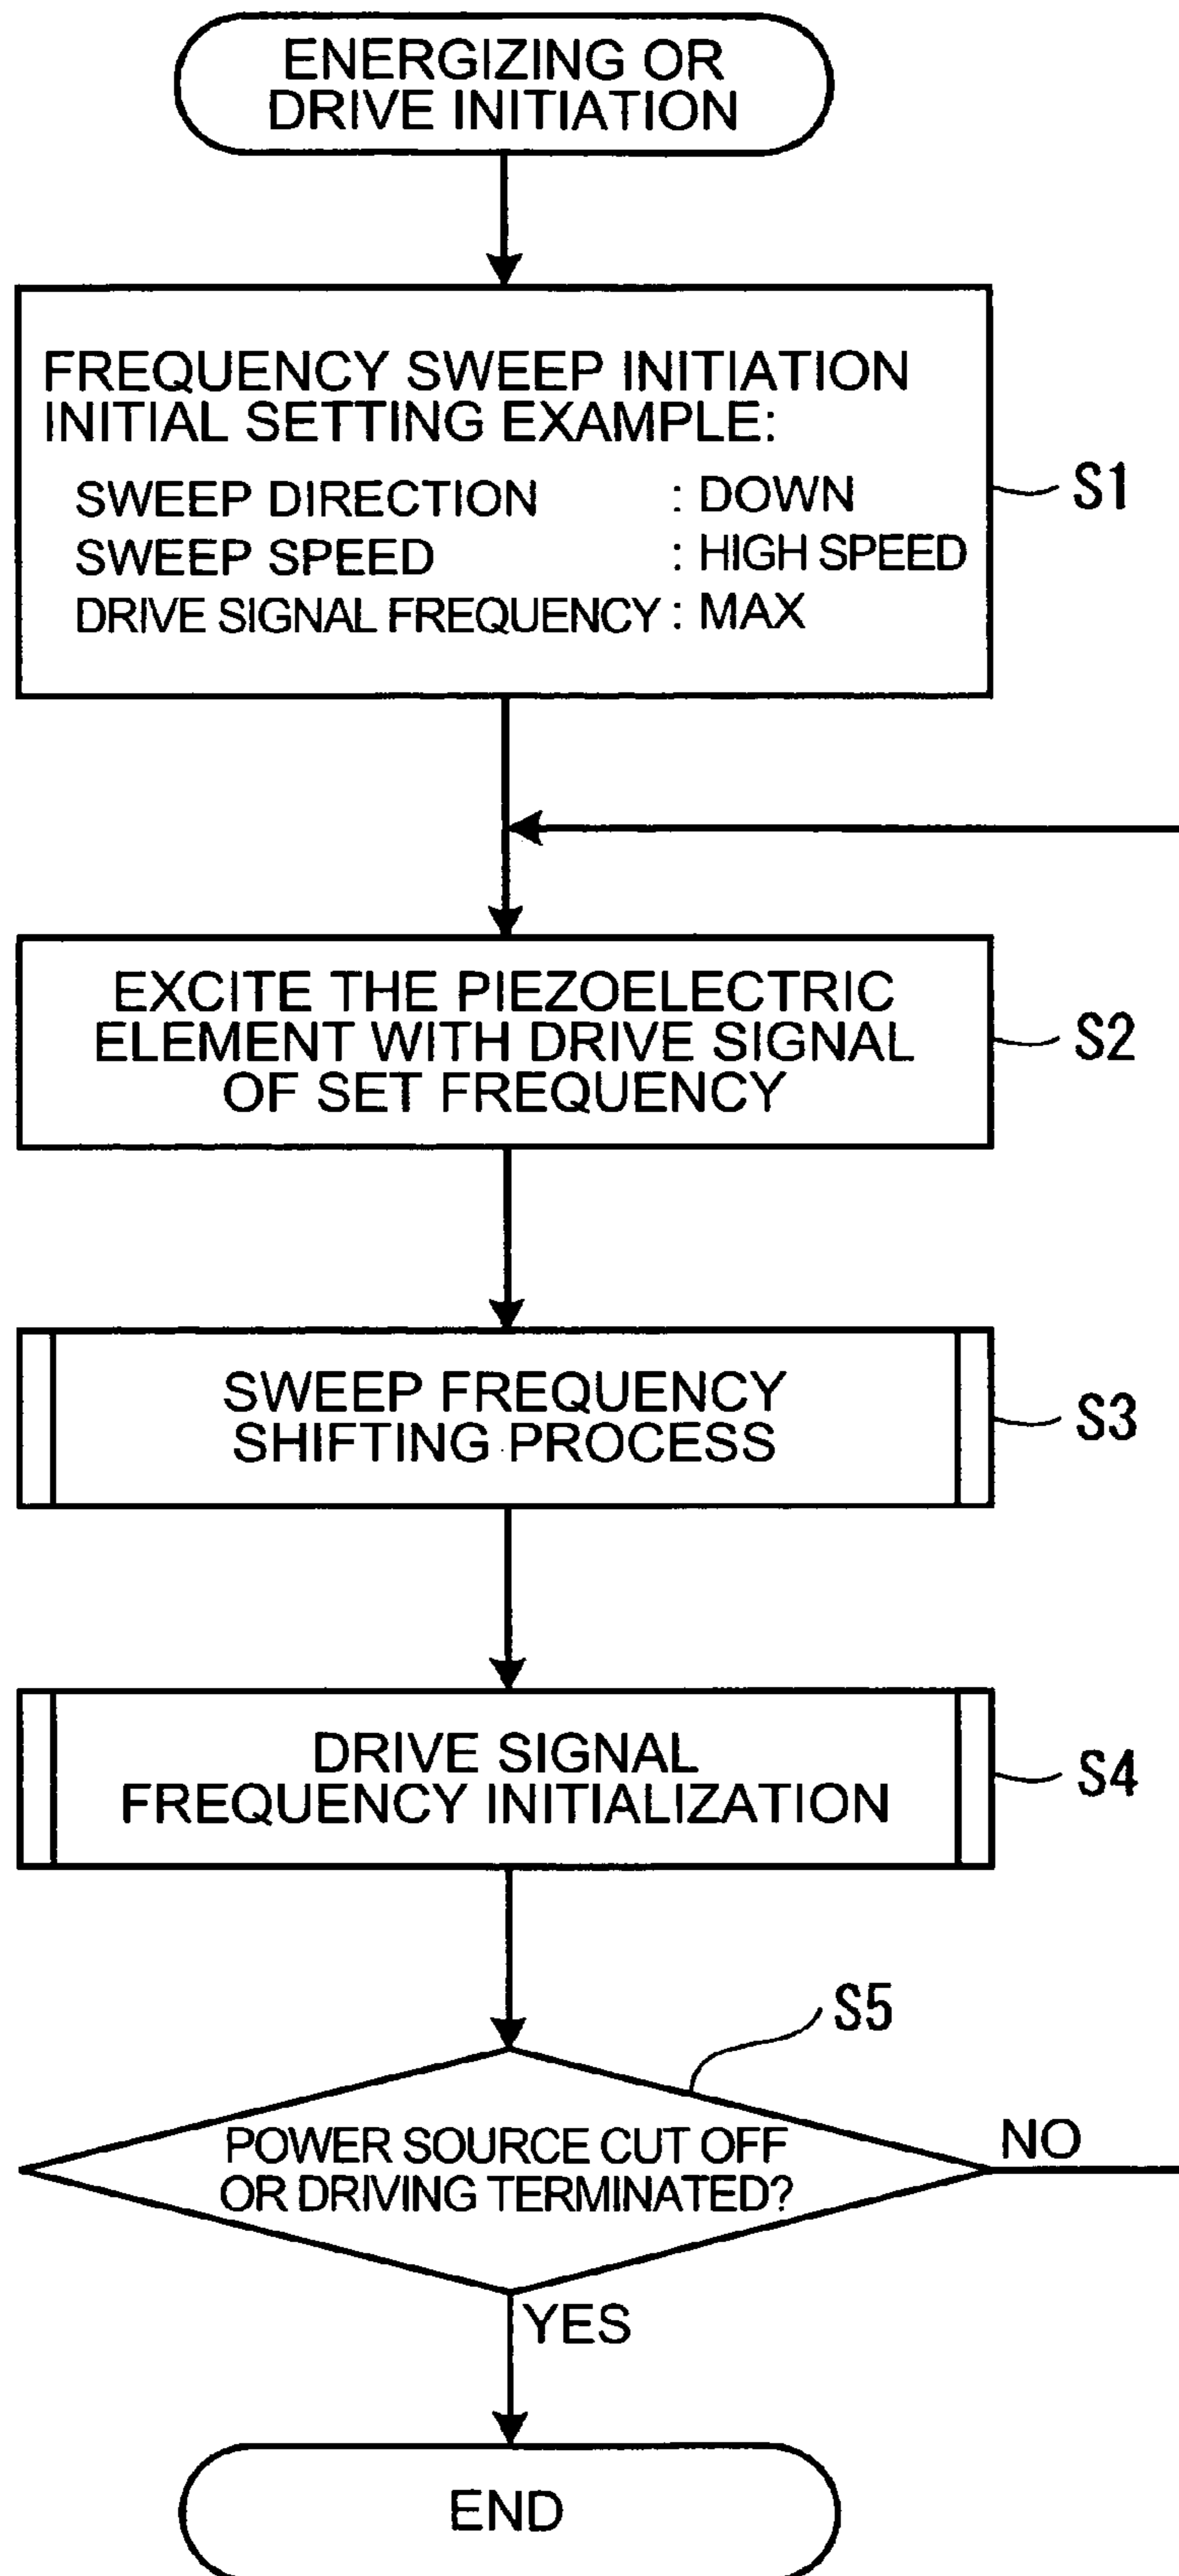 ENERGIZING OR
DRIVE INITIATION
FREQUENCY SWEEP INITIATION
INITIAL SETTING EXAMPLE:
SWEEP DIRECTION : DOWN
SWEEP SPEED : HIGH SPEED
DRIVE SIGNAL FREQUENCY : MAX
S1
EXCITE THE PIEZOELECTRIC
ELEMENT WITH DRIVE SIGNAL
OF SET FREQUENCY
S2
SWEEP FREQUENCY
SHIFTING PROCESS
S3
DRIVE SIGNAL
FREQUENCY INITIALIZATION
S4
S5
POWER SOURCE CUT OFF
OR DRIVING TERMINATED?
NO
YES
END